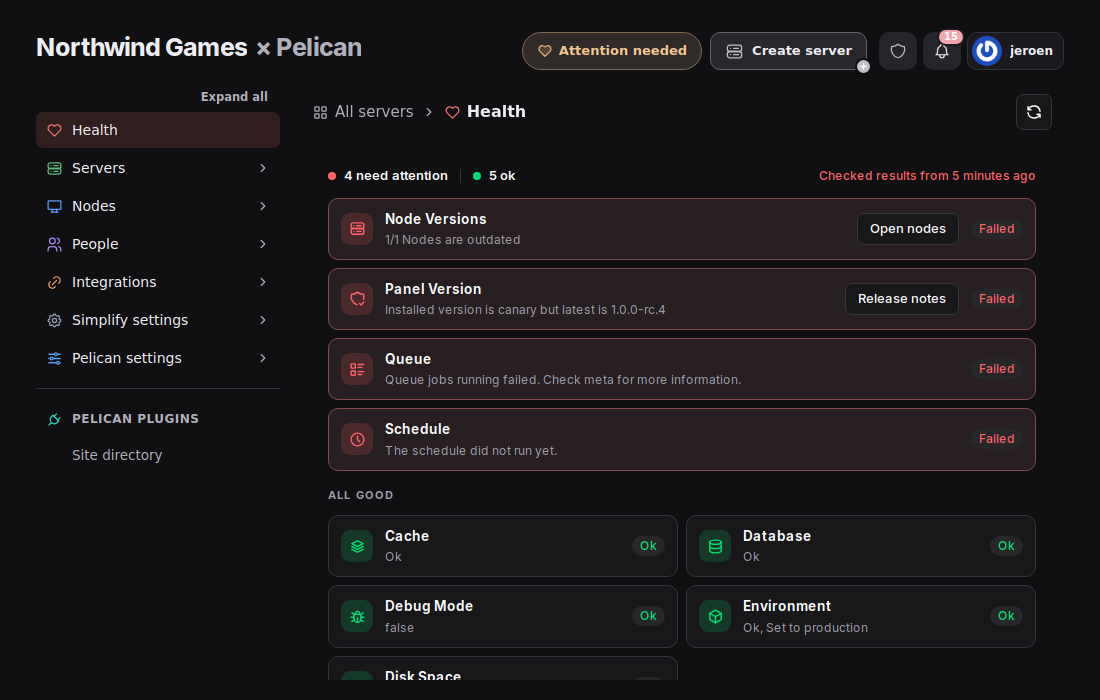 Northwind Games × Pelican
Attention needed
Create server
15
jeroen
Expand all
Health
Servers
Nodes
People
Integrations
Simplify settings
Pelican settings
PELICAN PLUGINS
Site directory
All servers > Health
4 need attention
5 ok
Checked results from 5 minutes ago
Node Versions
1/1 Nodes are outdated
Open nodes
Failed
Panel Version
Installed version is canary but latest is 1.0.0-rc.4
Release notes
Failed
Queue
Queue jobs running failed. Check meta for more information.
Failed
Schedule
The schedule did not run yet.
Failed
ALL GOOD
Cache
Ok
Ok
Database
Ok
Ok
Debug Mode
false
Ok
Environment
Ok, Set to production
Ok
Disk Space